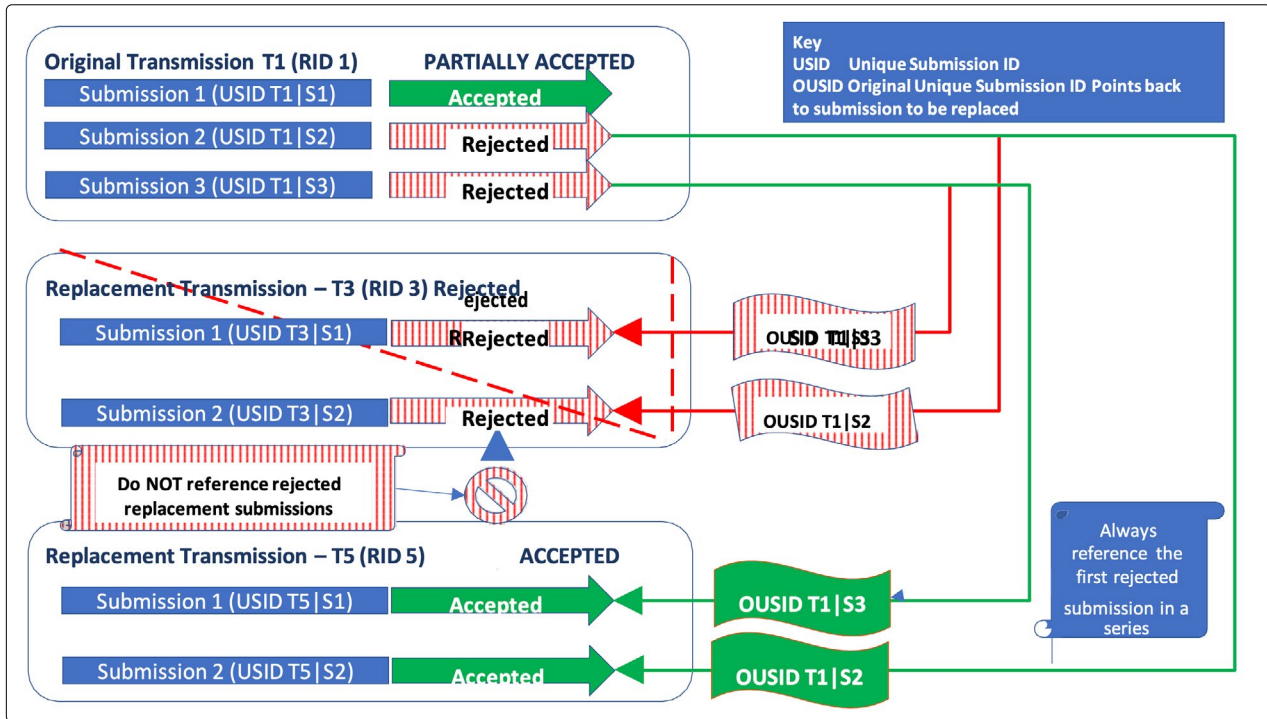 Original Transmission T1 (RID 1) PARTIALLY ACCEPTED
Submission 1 (USID T1|S1) Accepted
Submission 2 (USID T1|S2) Rejected
Submission 3 (USID T1|S3) Rejected
Key
USID Unique Submission ID
OUSID Original Unique Submission ID Points back
to submission to be replaced
Replacement Transmission – T3 (RID 3) Rejected
ejected
Submission 1 (USID T3|S1) RRejected
Submission 2 (USID T3|S2) Rejected
OUSID T1|S2
Do NOT reference rejected
replacement submissions
Replacement Transmission – T5 (RID 5) ACCEPTED
Submission 1 (USID T5|S1) Accepted OUSID T1|S3
Submission 2 (USID T5|S2) Accepted OUSID T1|S2
Always
reference the
first rejected
submission in a
series